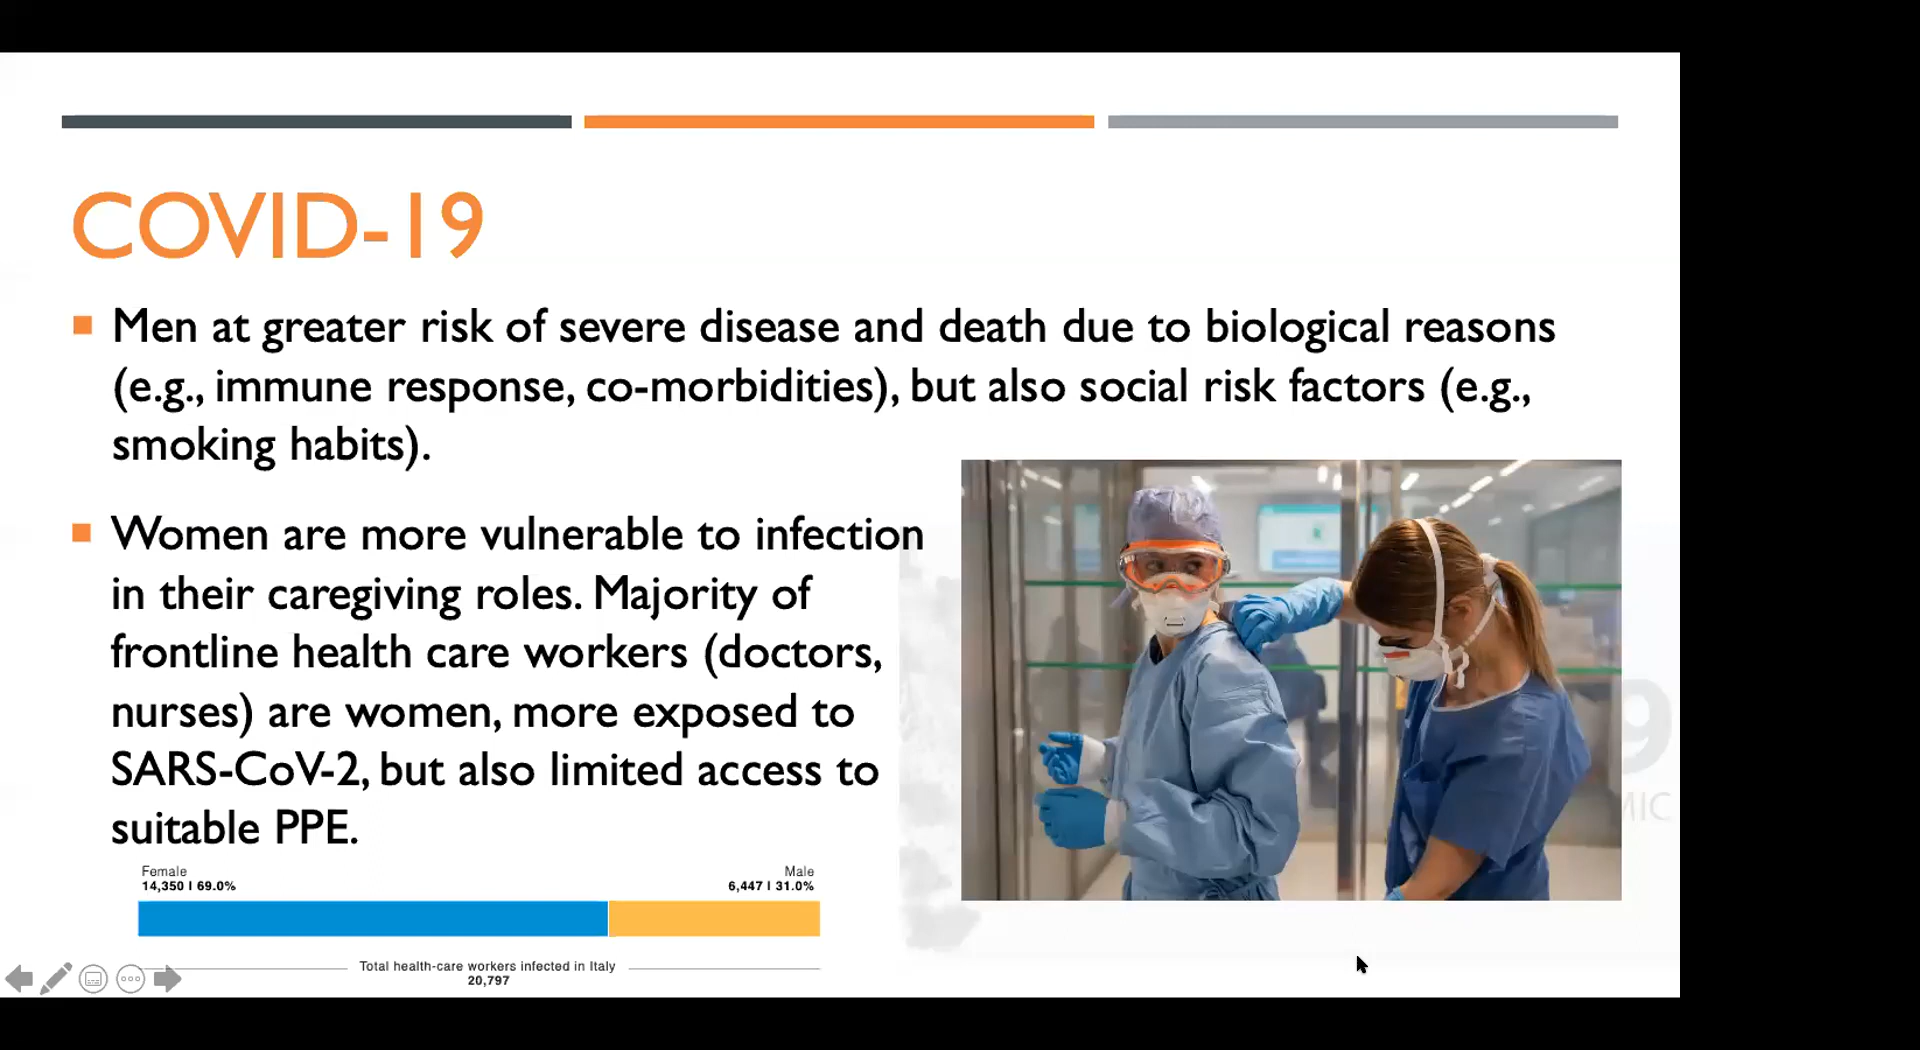 COVID-19
Men at greater risk of severe disease and death due to biological reasons
(e.g., immune response, co-morbidities), but also social risk factors (e.g.,
smoking habits).
Women are more vulnerable to infection
in their caregiving roles. Majority of
frontline health care workers (doctors,
nurses) are women, more exposed to
SARS-CoV-2, but also limited access to
suitable PPE.
9
MIC
Female
14,350 | 69.0%
Male
6,447 | 31.0%
Total health-care workers infected in Italy
20,797